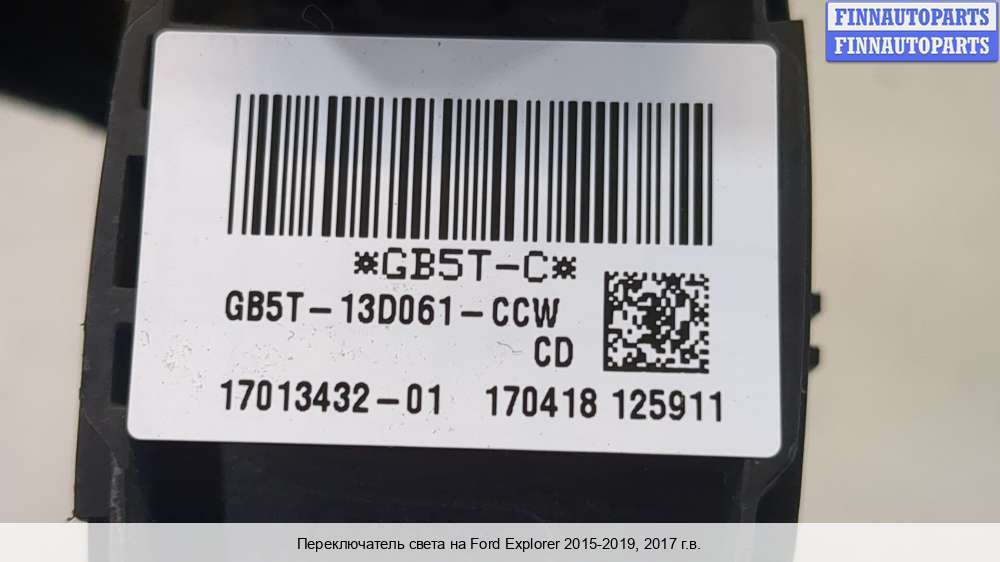 FINNAUTOPARTS
FINNAUTOPARTS
*GB5T-C*
GB5T-13D061-CCW
CD
17013432-01 170418 125911
Переключатель света на Ford Explorer 2015-2019, 2017 г.в.